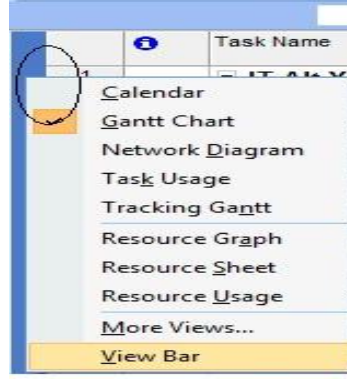 Task Name
Calendar
Gantt Chart
Network Diagram
Task Usage
Tracking Gantt
Resource Graph
Resource Sheet
Resource Usage
More Views...
View Bar